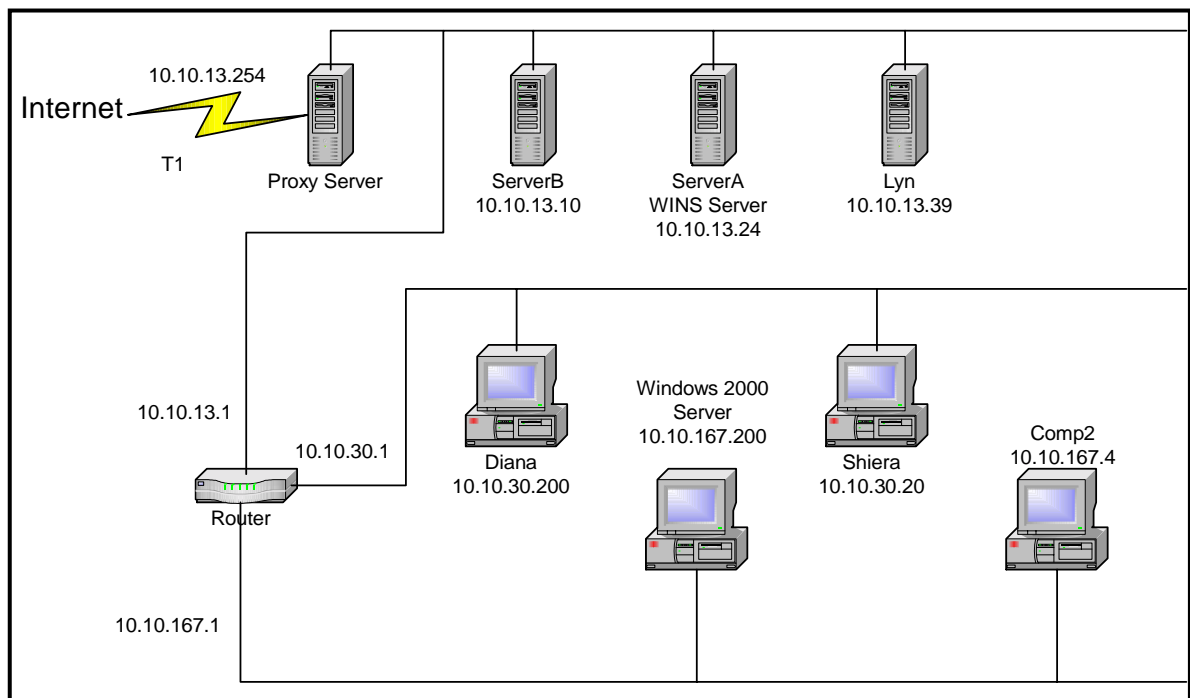 10.10.13.254
Internet
T1
Proxy Server
ServerB
10.10.13.10
ServerA
WINS Server
10.10.13.24
Lyn
10.10.13.39
10.10.13.1
10.10.30.1
Router
10.10.167.1
Diana
10.10.30.200
Windows 2000
Server
10.10.167.200
Shiera
10.10.30.20
Comp2
10.10.167.4